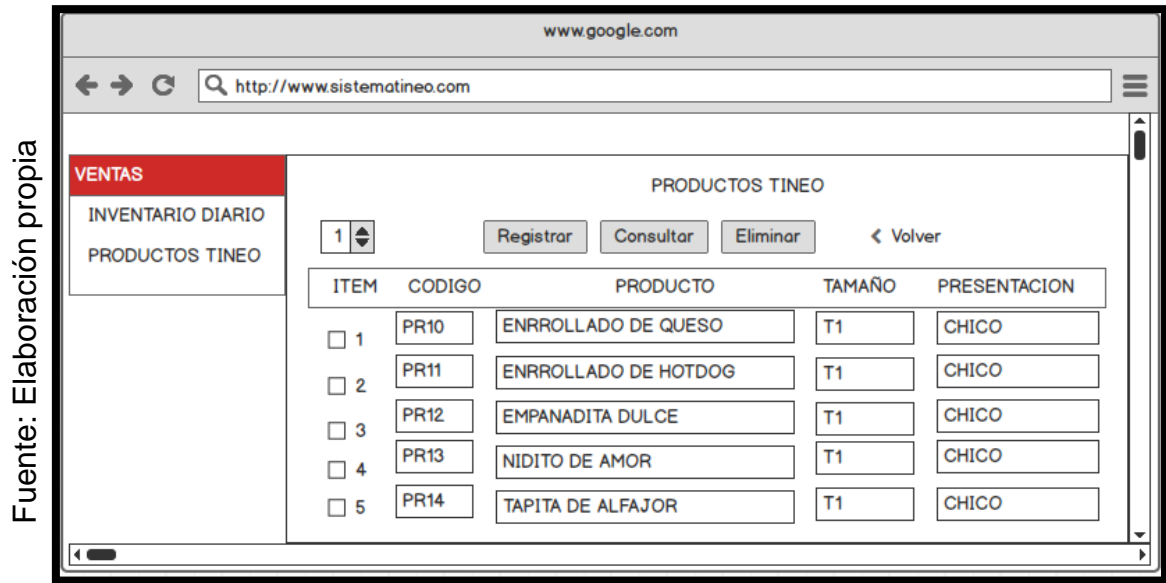 www.google.com
http://www.sistematineo.com
Fuente: Elaboración propia
VENTAS
INVENTARIO DIARIO
PRODUCTOS TINEO
PRODUCTOS TINEO
1 Registrar Consultar Eliminar Volver
ITEM CODIGO PRODUCTO TAMAÑO PRESENTACION
1 PR10 ENRROLLADO DE QUESO T1 CHICO
2 PR11 ENRROLLADO DE HOTDOG T1 CHICO
3 PR12 EMPANADITA DULCE T1 CHICO
4 PR13 NIDITO DE AMOR T1 CHICO
5 PR14 TAPITA DE ALFAJOR T1 CHICO